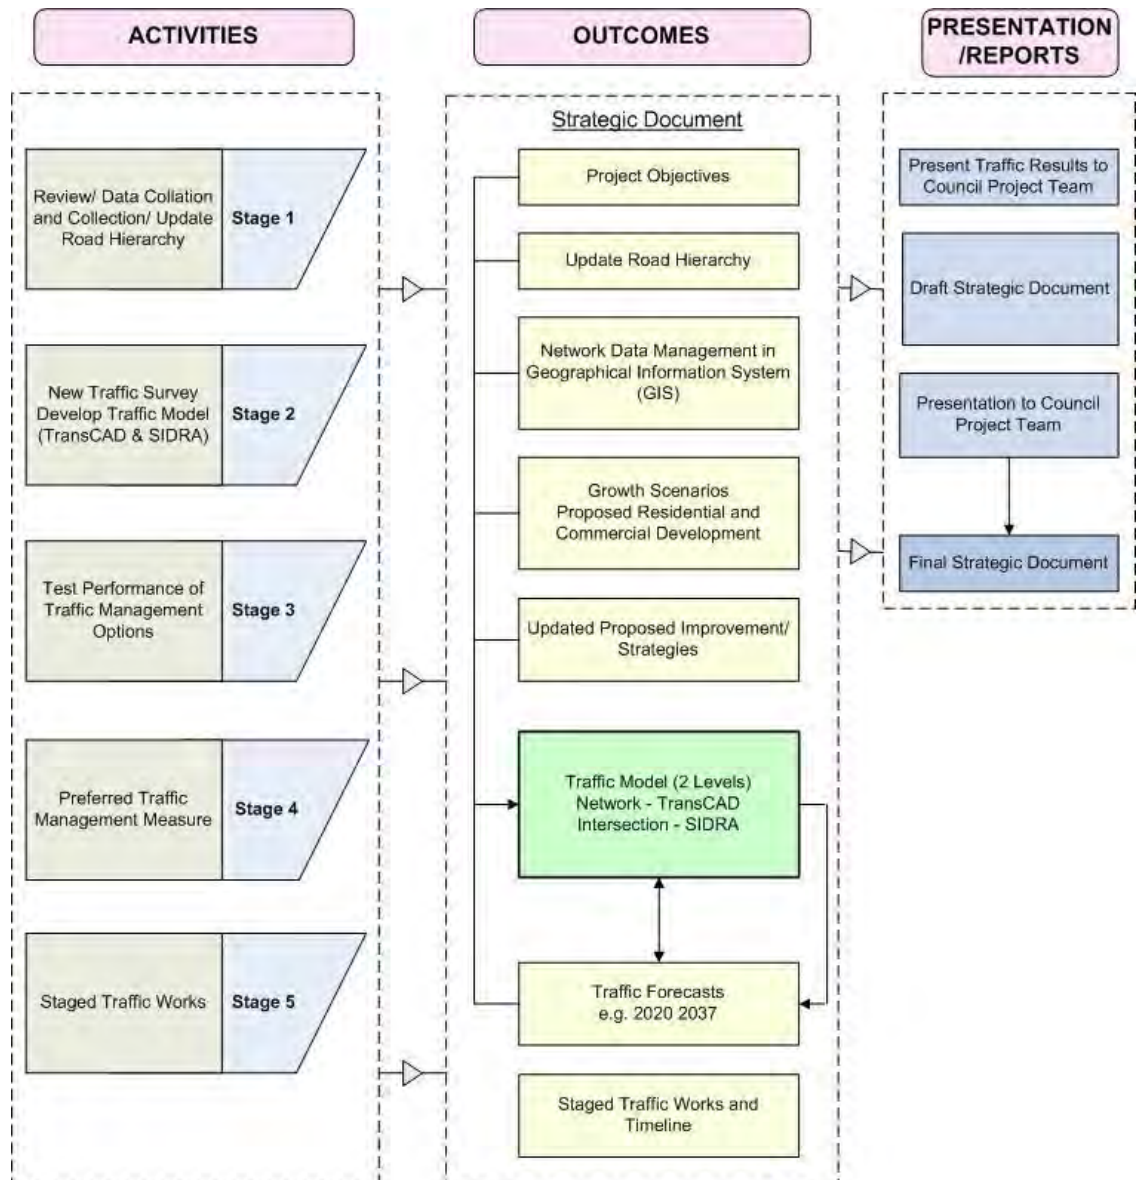 ACTIVITIES
OUTCOMES
PRESENTATION
/REPORTS
Review/ Data Collation
and Collection/ Update
Road Hierarchy
Stage 1
New Traffic Survey
Develop Traffic Model
(TransCAD & SIDRA)
Stage 2
Test Performance of
Traffic Management
Options
Stage 3
Preferred Traffic
Management Measure
Stage 4
Staged Traffic Works
Stage 5
Strategic Document
Project Objectives
Update Road Hierarchy
Network Data Management in
Geographical Information System
(GIS)
Growth Scenarios
Proposed Residential and
Commercial Development
Updated Proposed Improvement/
Strategies
Traffic Model (2 Levels)
Network - TransCAD
Intersection - SIDRA
Traffic Forecasts
e.g. 2020 2037
Staged Traffic Works and
Timeline
Present Traffic Results to
Council Project Team
Draft Strategic Document
Presentation to Council
Project Team
Final Strategic Document